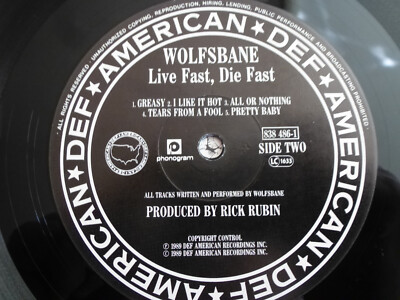 ALL RIGHTS RESERVED · UNAUTHORIZED COPYING, REPRODUCTION, HIRING, LENDING, PUBLIC PERFORMANCE AND BROADCASTING PROHIBITED ·
DEF ★ AMERICAN ★ DEF ★ AMERICAN ★ DEF ★ AMERICAN
WOLFSBANE
Live Fast, Die Fast
1. GREASY 2. I LIKE IT HOT 3. ALL OR NOTHING
4. TEARS FROM A FOOL 5. PRETTY BABY
phonogram
838 486-1
SIDE TWO
LC 1633
ALL TRACKS WRITTEN AND PERFORMED BY WOLFSBANE
PRODUCED BY RICK RUBIN
COPYRIGHT CONTROL
℗ 1989 DEF AMERICAN RECORDINGS INC.
© 1989 DEF AMERICAN RECORDINGS INC.